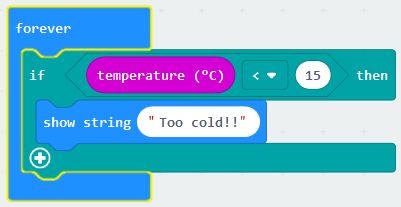 forever
if temperature (°C) < 15 then
show string "Too cold!!"